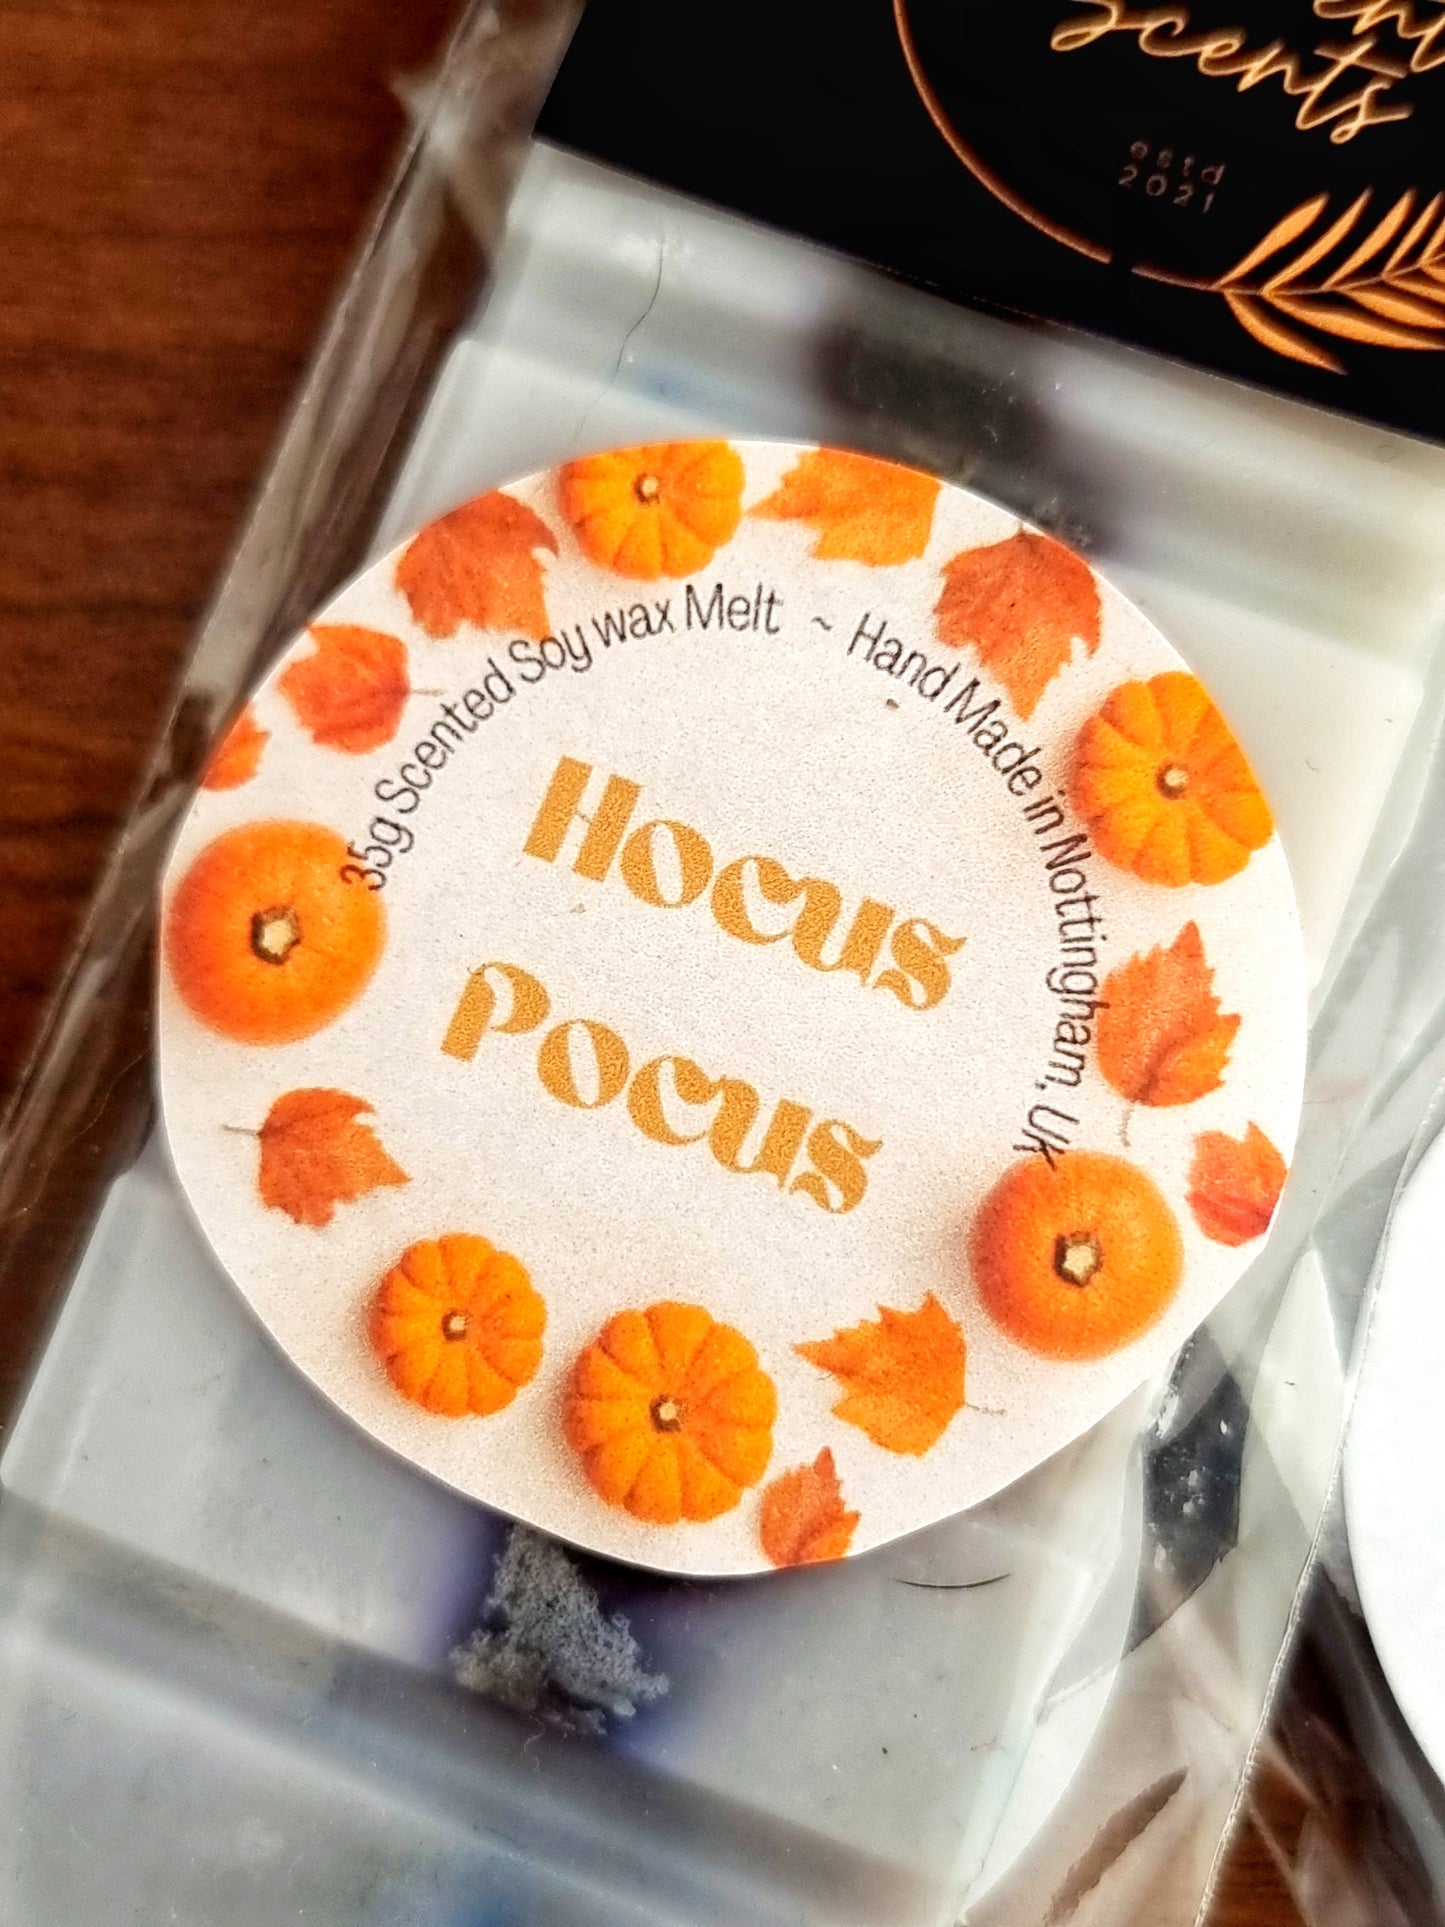 scents
estd
2021
35g Scented Soy wax Melt ~ Hand Made in Nottingham, UK
Hocus
Pocus